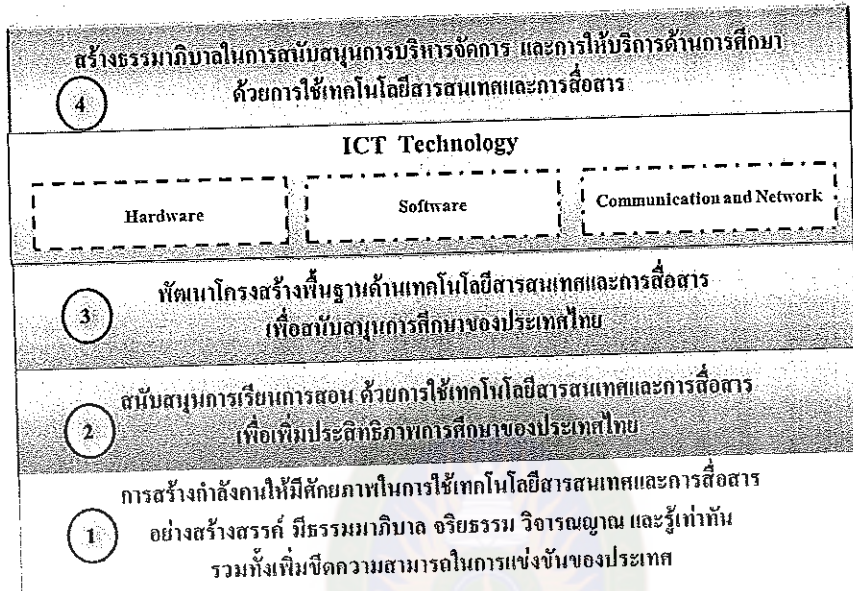 สร้างธรรมาภิบาลในการสนับสนุนการบริหารจัดการ และการให้บริการด้านการศึกษา
4
ด้วยการใช้เทคโนโลยีสารสนเทศและการสื่อสาร
ICT Technology
Hardware
Software
Communication and Network
พัฒนาโครงสร้างพื้นฐานด้านเทคโนโลยีสารสนเทศและการสื่อสาร
3
เพื่อสนับสนุนการศึกษาของประเทศไทย
สนับสนุนการเรียนการสอน ด้วยการใช้เทคโนโลยีสารสนเทศและการสื่อสาร
2
เพื่อเพิ่มประสิทธิภาพการศึกษาของประเทศไทย
การสร้างกำลังคนให้มีศักยภาพในการใช้เทคโนโลยีสารสนเทศและการสื่อสาร
1
อย่างสร้างสรรค์ มีธรรมมาภิบาล จริยธรรม วิจารณญาณ และรู้เท่าทัน
รวมทั้งเพิ่มขีดความสามารถในการแข่งขันของประเทศ